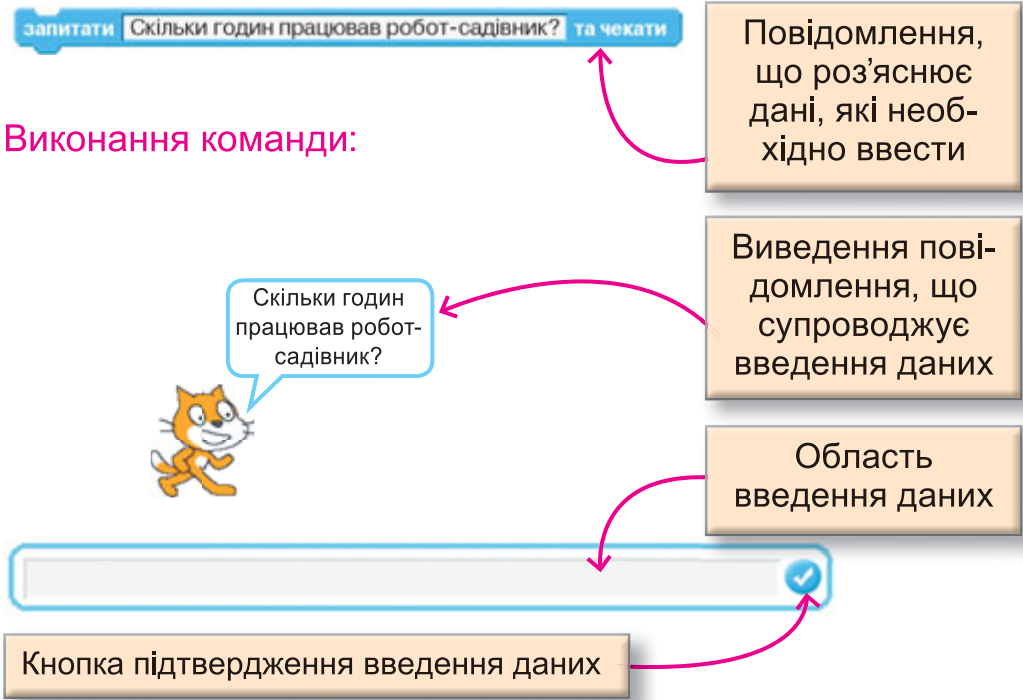 запитати Скільки годин працював робот-садівник? та чекати
Повідомлення,
що роз’яснює
дані, які необ-
хідно ввести
Виконання команди:
Виведення пові-
домлення, що
супроводжує
введення даних
Скільки годин
працював робот-
садівник?
Область
введення даних
Кнопка підтвердження введення даних